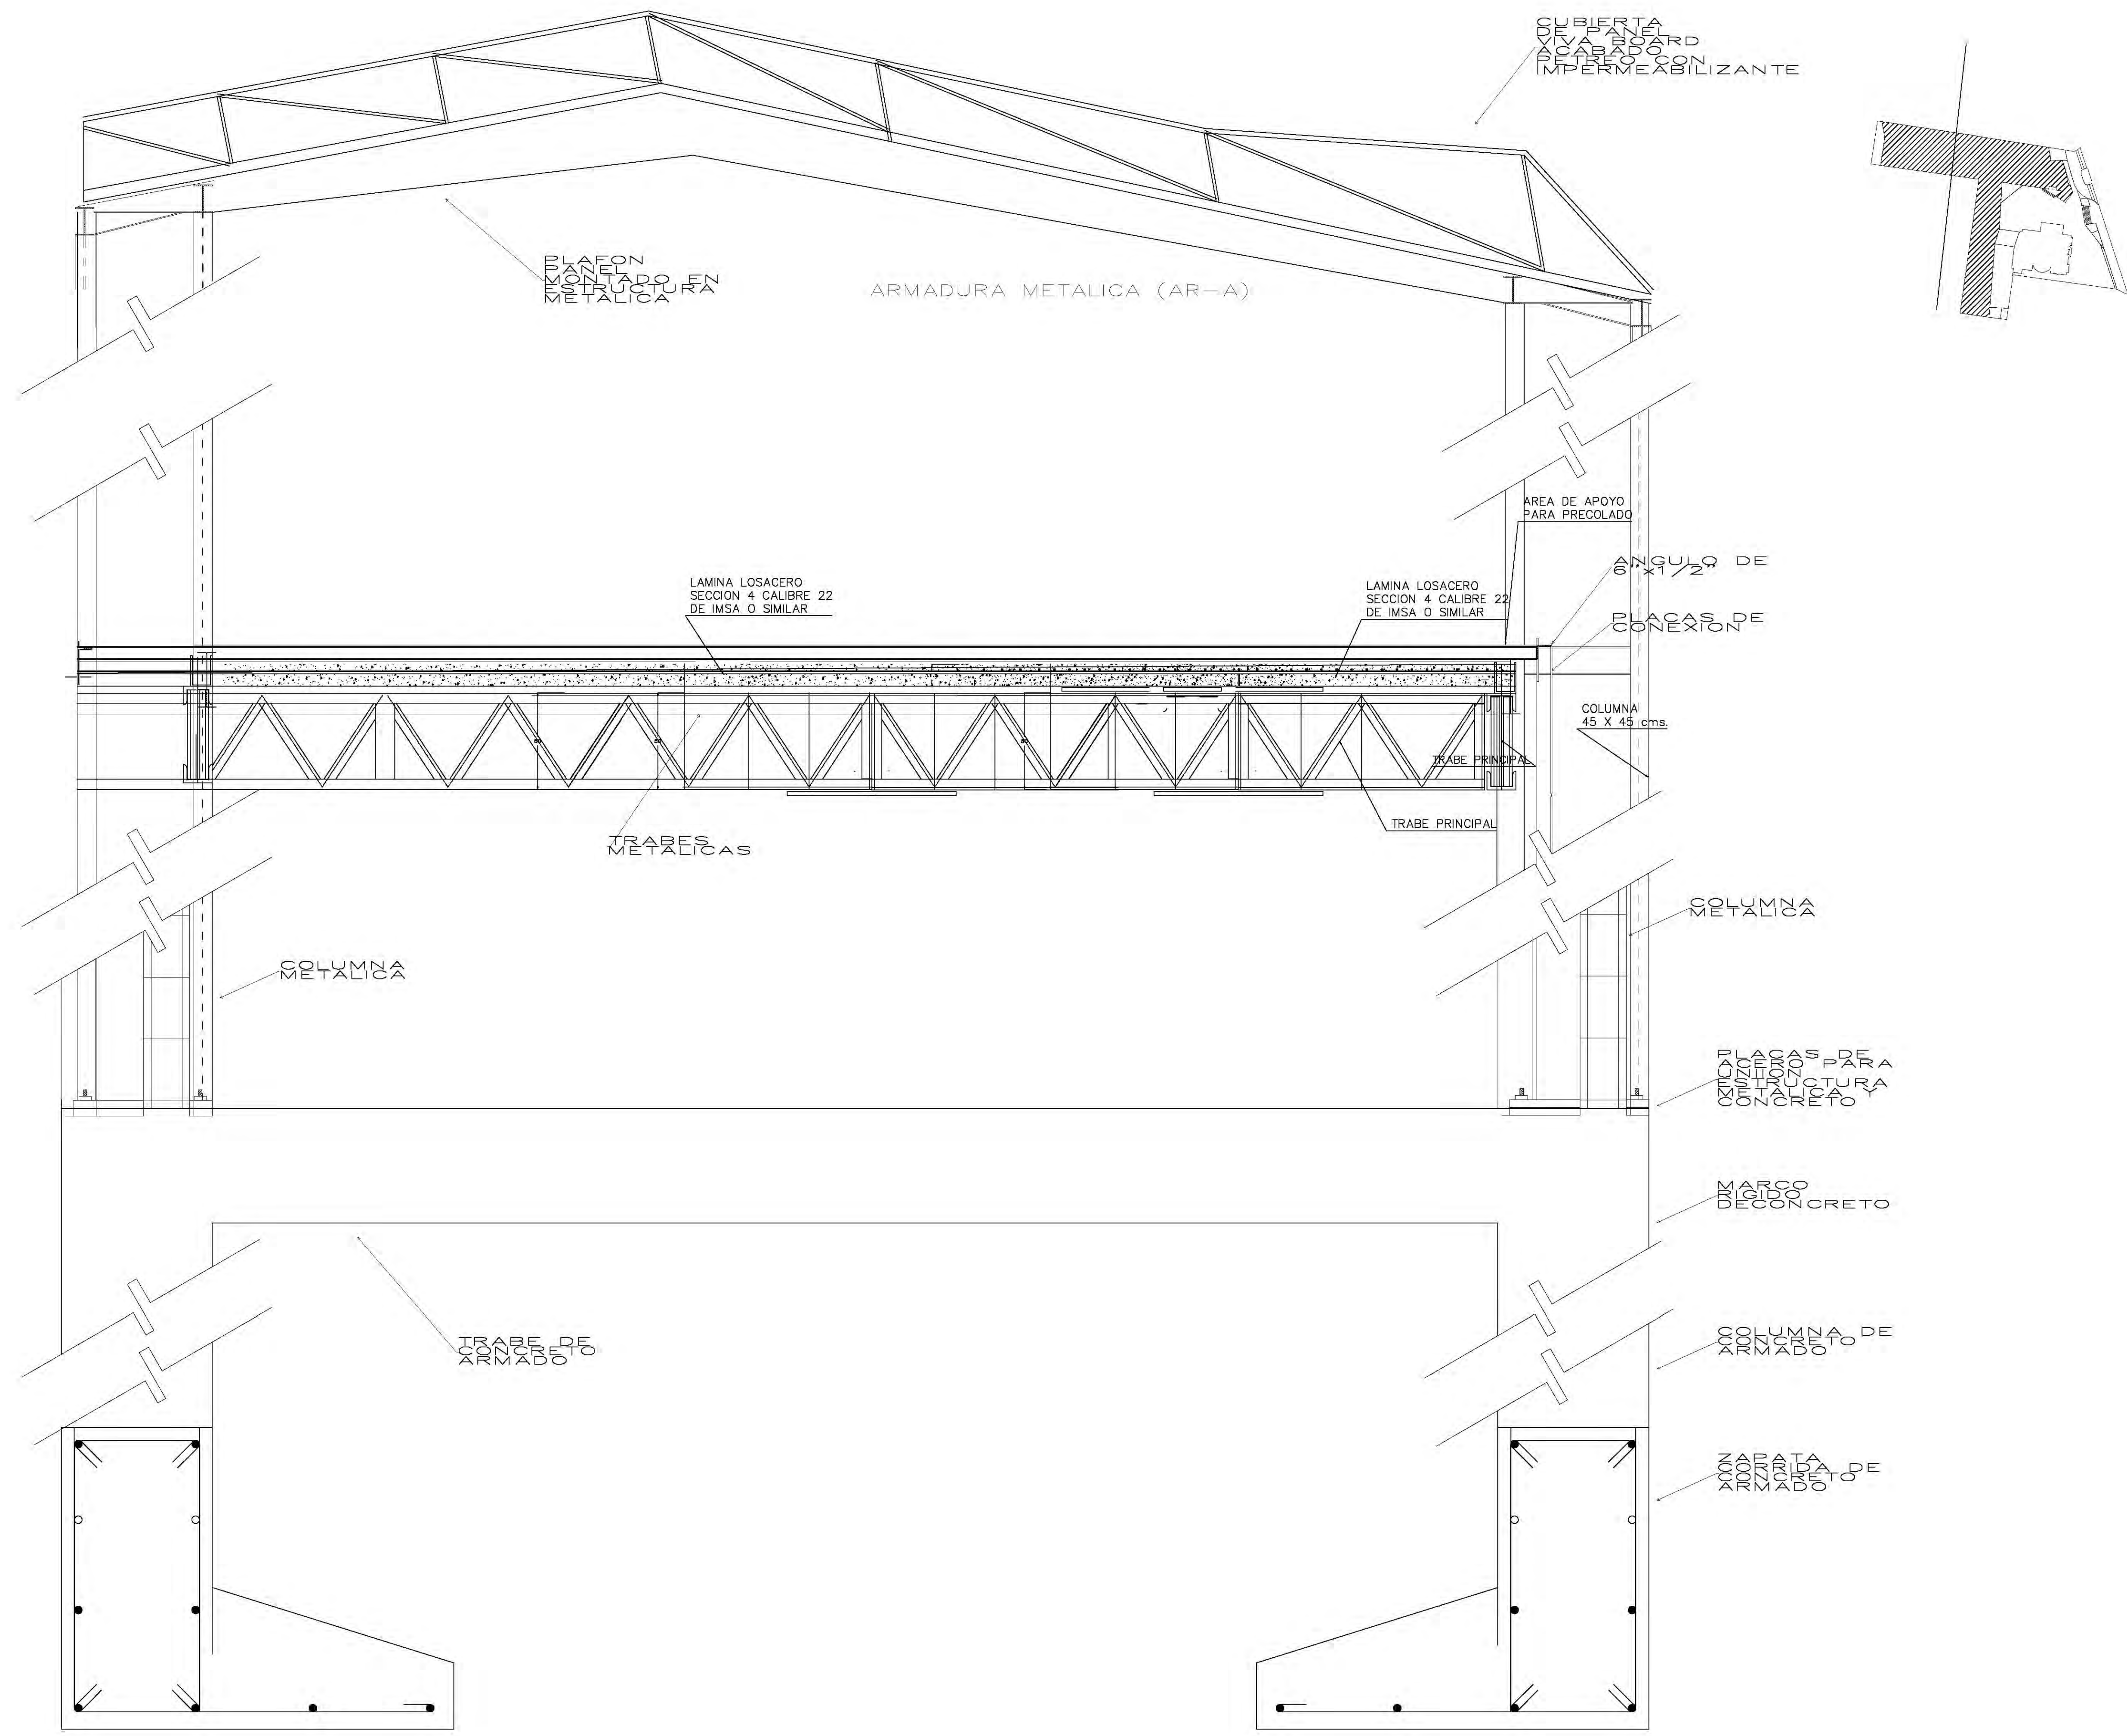 CUBIERTA
DE PANEL
VIVA BOARD
ACABADO
PETREO CON
IMPERMEABILIZANTE
PLAFON
PANEL
MONTADO EN
ESTRUCTURA
METALICA
ARMADURA METALICA (AR-A)
AREA DE APOYO
PARA PRECOLADO
ANGULO DE
6"x1/2"
LAMINA LOSACERO
SECCION 4 CALIBRE 22
DE IMSA O SIMILAR
LAMINA LOSACERO
SECCION 4 CALIBRE 22
DE IMSA O SIMILAR
PLACAS DE
CONEXION
COLUMNA
45 X 45 cms.
TRABE PRINCIPAL
TRABE PRINCIPAL
TRABES
METALICAS
COLUMNA
METALICA
COLUMNA
METALICA
PLACAS DE
ACERO PARA
UNIION
ESTRUCTURA
METALICA Y
CONCRETO
MARCO
RIGIDO
DECONCRETO
TRABE DE
CONCRETO
ARMADO
COLUMNA DE
CONCRETO
ARMADO
ZAPATA
CORRIDA DE
CONCRETO
ARMADO